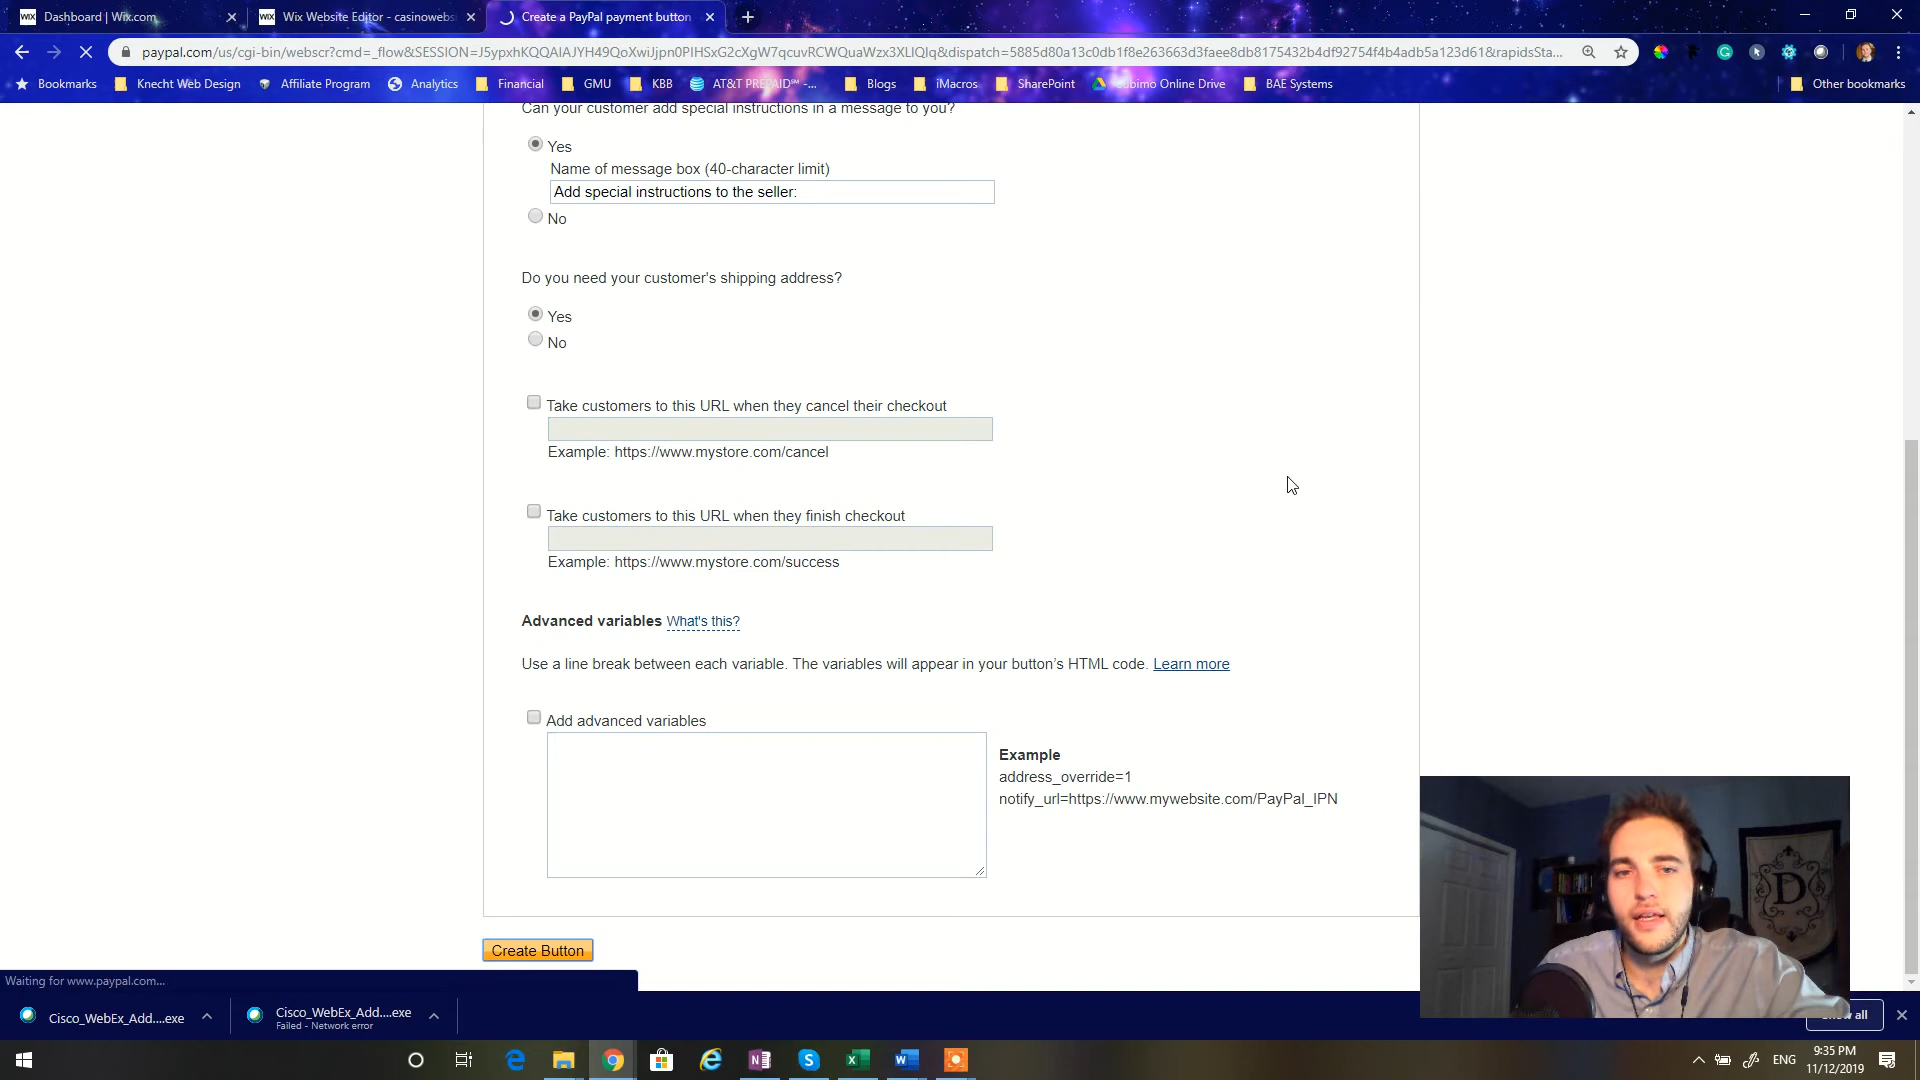 WIX Dashboard | Wix.com
WIX Wix Website Editor - casinowebs
Create a PayPal payment button
paypal.com/us/cgi-bin/webscr?cmd=_flow&SESSION=J5ypxhKQQAIAJYH49QoXwiJjpn0PIHSxG2cXgW7qcuvRCWQuaWzx3XLIQIq&dispatch=5885d80a13c0db1f8e263663d3faee8db8175432b4df92754f4b4adb5a123d61&rapidsSta...
Bookmarks Knecht Web Design Affiliate Program Analytics Financial GMU KBB AT&T PREPAID℠ -... Blogs iMacros SharePoint Cubimo Online Drive BAE Systems Other bookmarks
Can your customer add special instructions in a message to you?
Yes
Name of message box (40-character limit)
Add special instructions to the seller:
No
Do you need your customer's shipping address?
Yes
No
Take customers to this URL when they cancel their checkout
Example: https://www.mystore.com/cancel
Take customers to this URL when they finish checkout
Example: https://www.mystore.com/success
Advanced variables What's this?
Use a line break between each variable. The variables will appear in your button's HTML code. Learn more
Add advanced variables
Example
address_override=1
notify_url=https://www.mywebsite.com/PayPal_IPN
Create Button
Waiting for www.paypal.com...
Cisco_WebEx_Add....exe
Cisco_WebEx_Add....exe
Failed - Network error
all
ENG
9:35 PM
11/12/2019